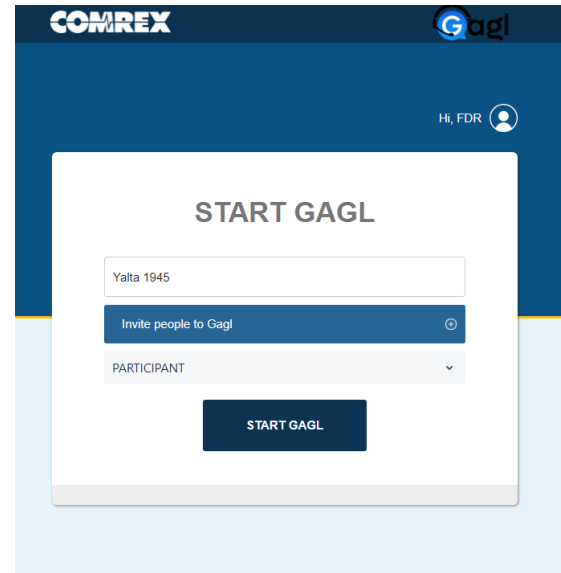 COMREX
Gagl
Hi, FDR
START GAGL
Yalta 1945
Invite people to Gagl
PARTICIPANT
START GAGL